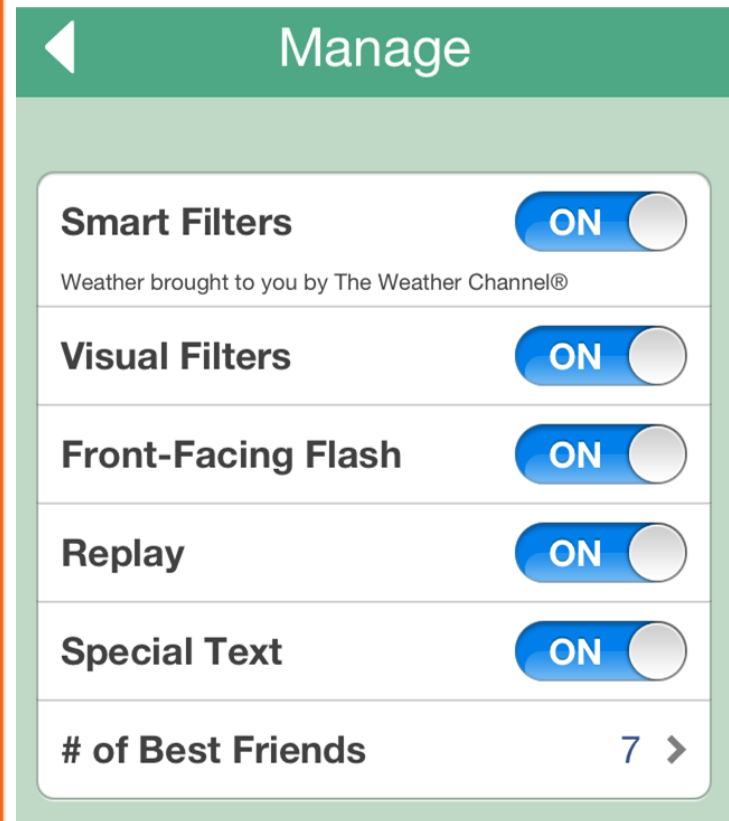 Manage
Smart Filters ON
Weather brought to you by The Weather Channel®
Visual Filters ON
Front-Facing Flash ON
Replay ON
Special Text ON
# of Best Friends 7